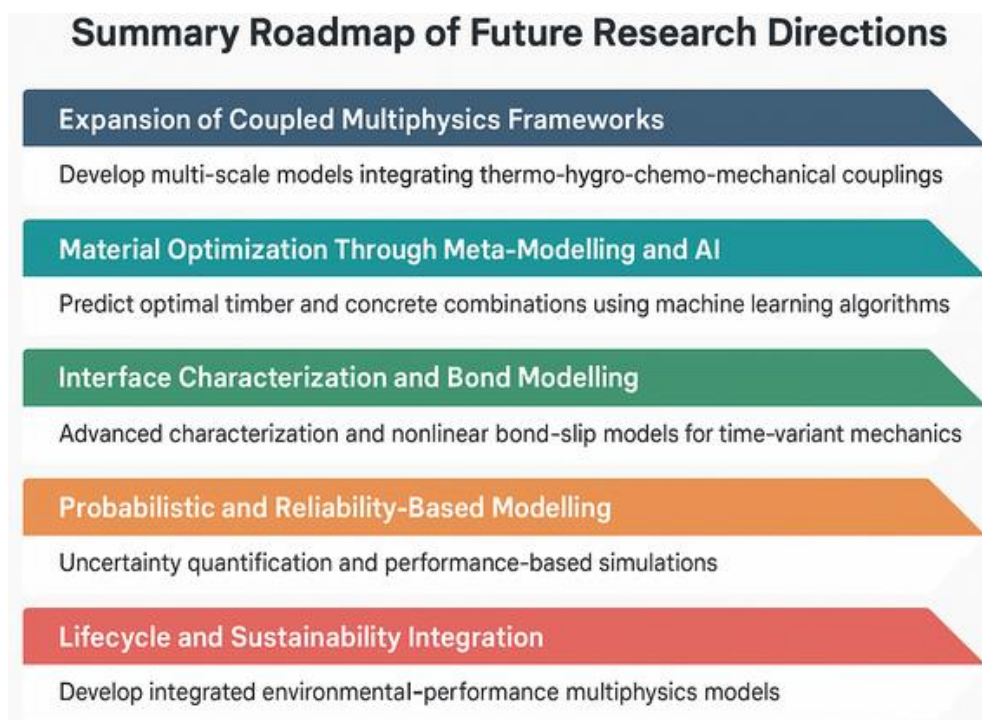 Summary Roadmap of Future Research Directions
Expansion of Coupled Multiphysics Frameworks
Develop multi-scale models integrating thermo-hygro-chemo-mechanical couplings
Material Optimization Through Meta-Modelling and AI
Predict optimal timber and concrete combinations using machine learning algorithms
Interface Characterization and Bond Modelling
Advanced characterization and nonlinear bond-slip models for time-variant mechanics
Probabilistic and Reliability-Based Modelling
Uncertainty quantification and performance-based simulations
Lifecycle and Sustainability Integration
Develop integrated environmental-performance multiphysics models